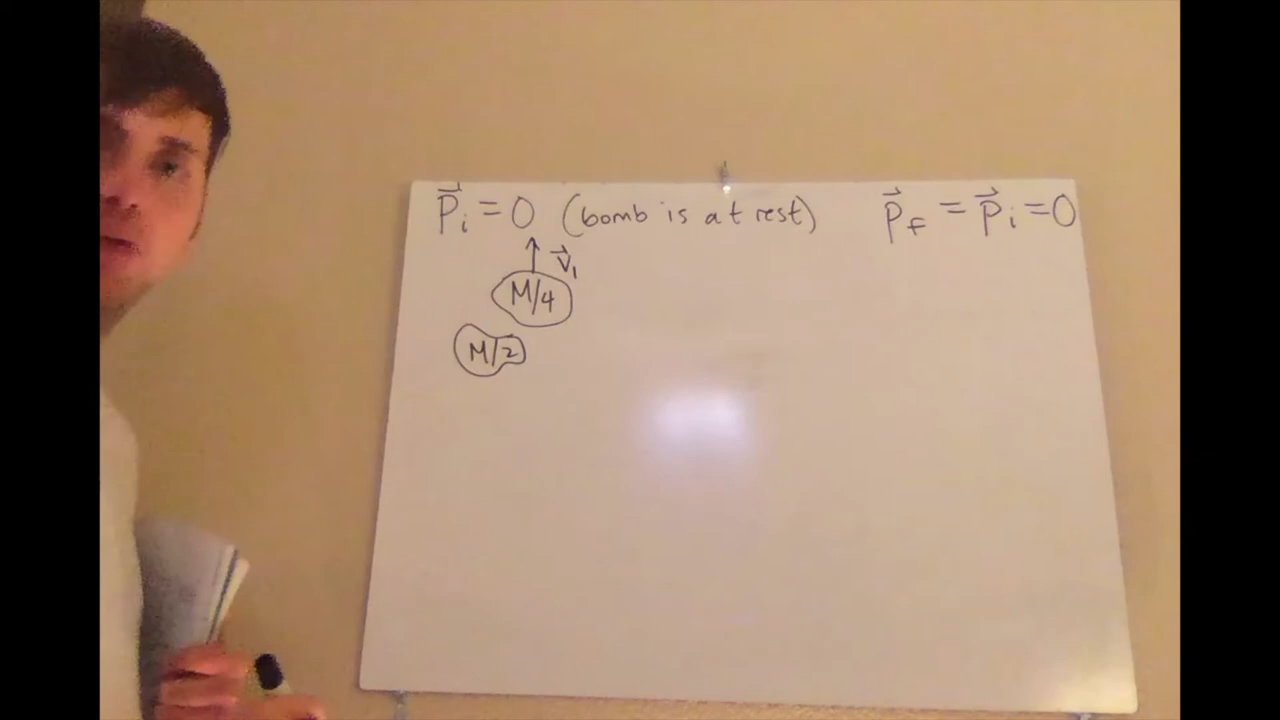 P⃗i = 0 (bomb is at rest) P⃗f = P⃗i = 0
V⃗1
M/4
M/2